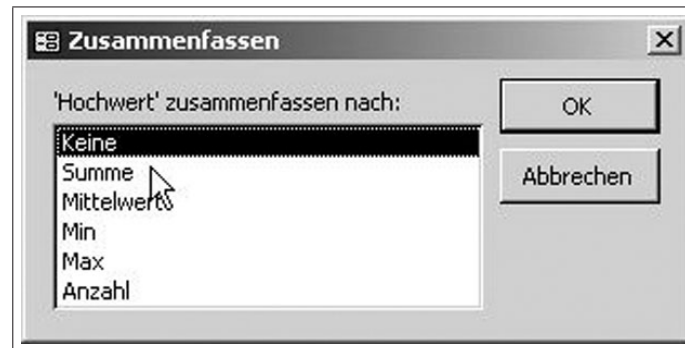 Zusammenfassen
'Hochwert' zusammenfassen nach:
Keine
Summe
Mittelwert
Min
Max
Anzahl
OK
Abbrechen